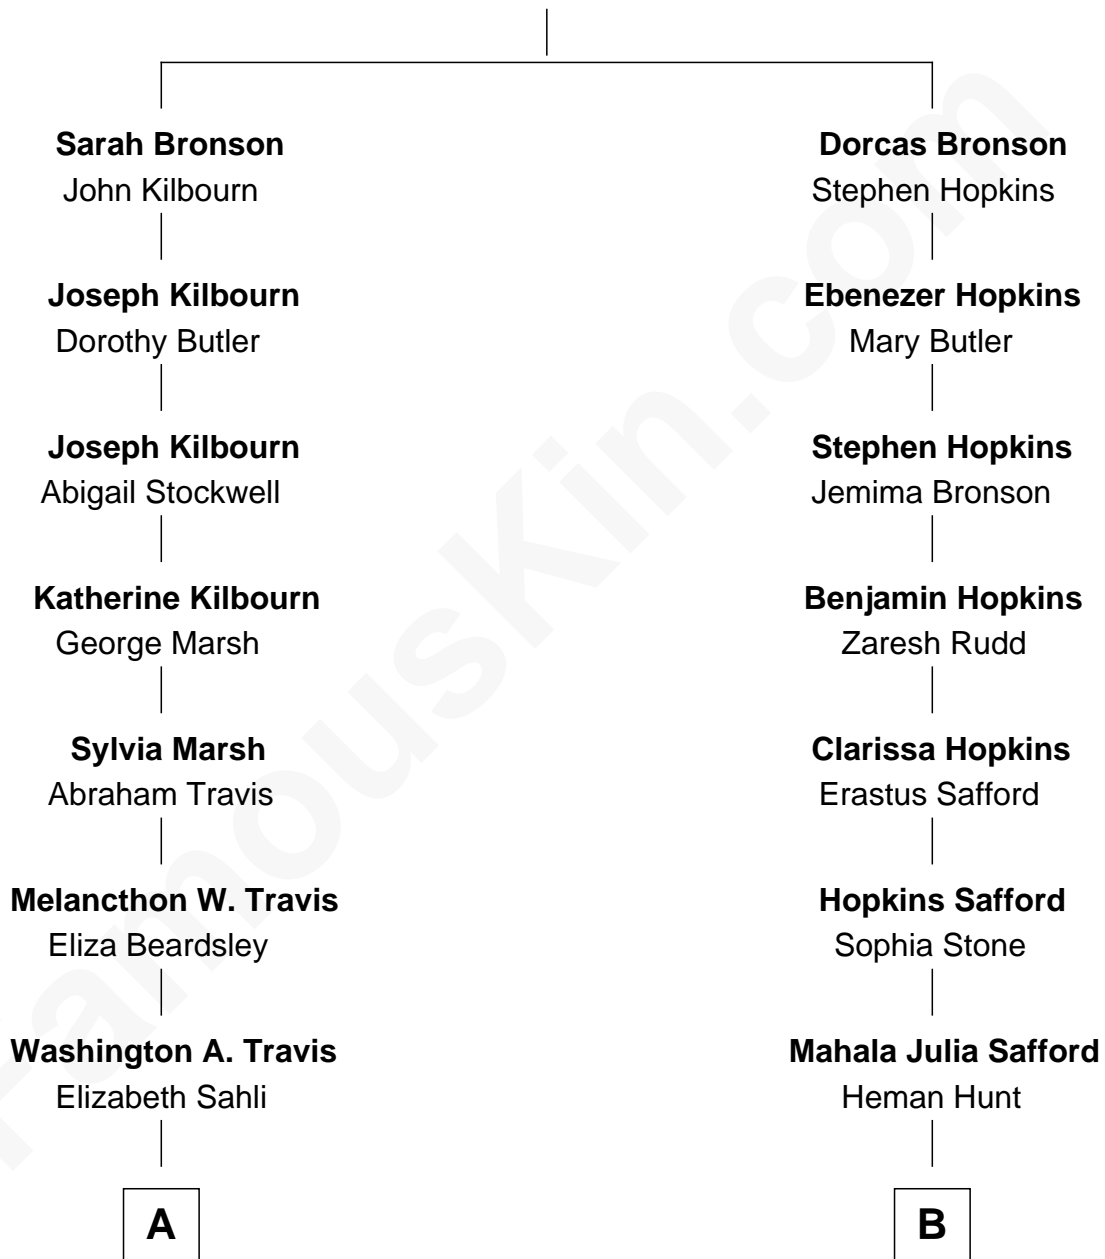 Sarah Bronson
John Kilbourn
Joseph Kilbourn
Dorothy Butler
Joseph Kilbourn
Abigail Stockwell
Katherine Kilbourn
George Marsh
Sylvia Marsh
Abraham Travis
Melancthon W. Travis
Eliza Beardsley
Washington A. Travis
Elizabeth Sahli
A
Dorcas Bronson
Stephen Hopkins
Ebenezer Hopkins
Mary Butler
Stephen Hopkins
Jemima Bronson
Benjamin Hopkins
Zaresh Rudd
Clarissa Hopkins
Erastus Safford
Hopkins Safford
Sophia Stone
Mahala Julia Safford
Heman Hunt
B
FamousKin.com